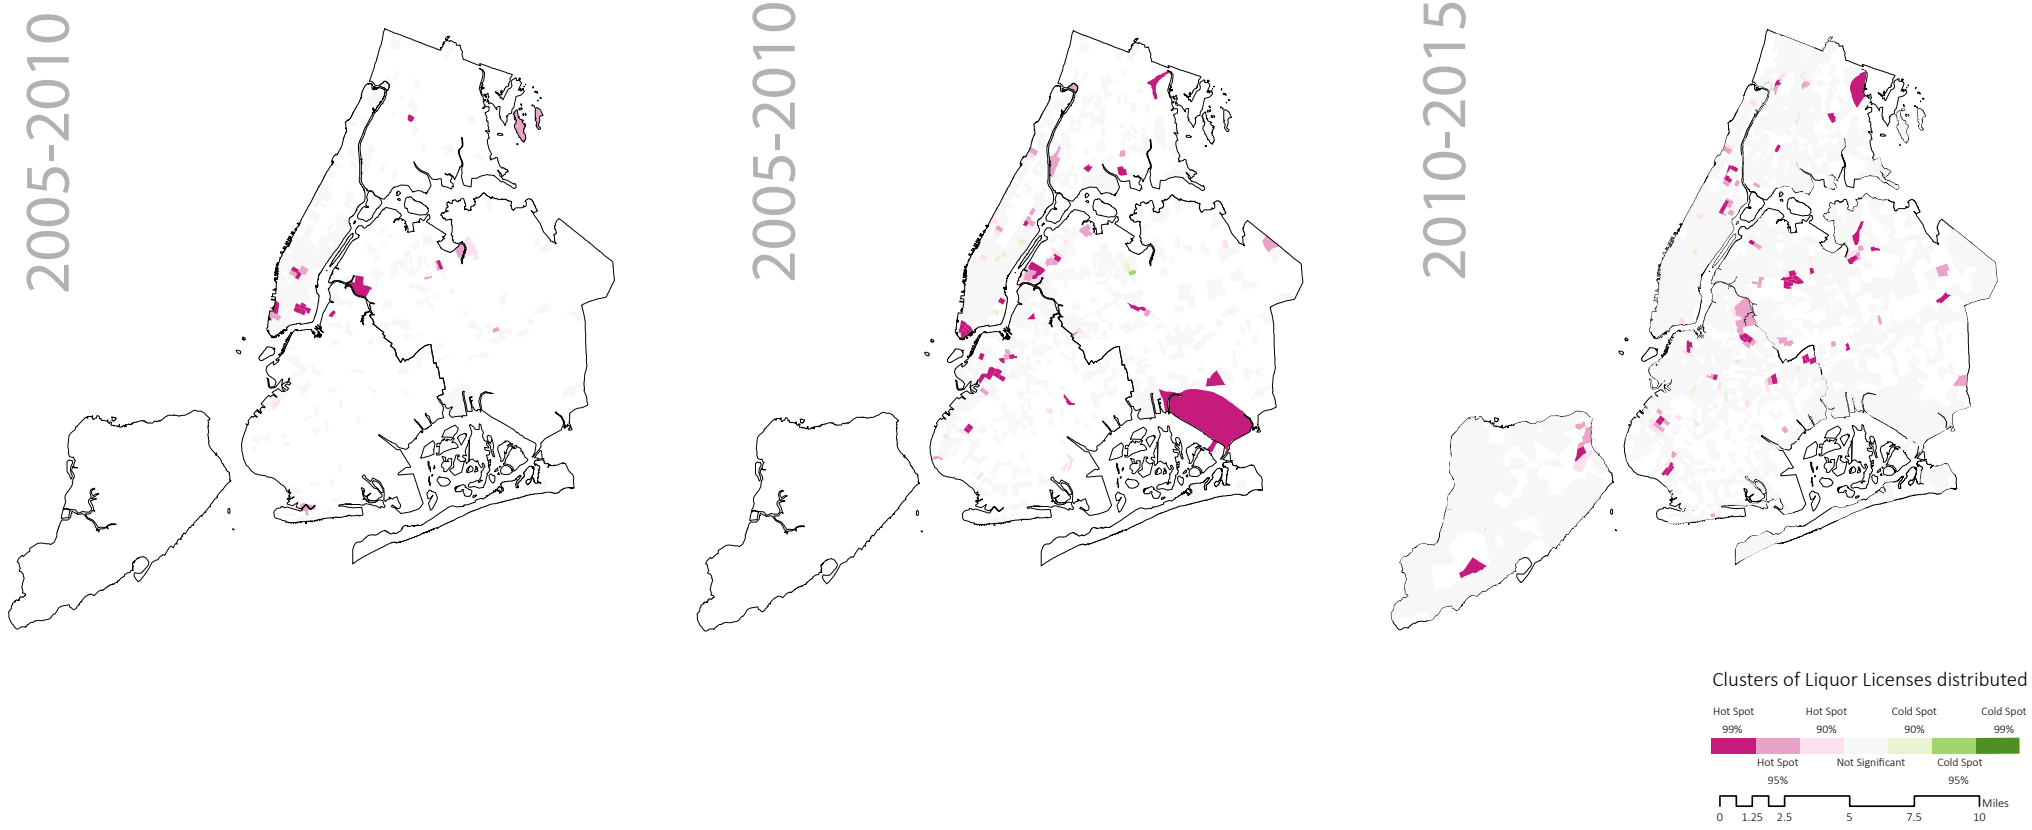 2005-2010
2005-2010
2010-2015
Clusters of Liquor Licenses distributed
Hot Spot Hot Spot Cold Spot Cold Spot
99% 90% 90% 99%
Hot Spot Not Significant Cold Spot
95% 95%
Miles
0 1.25 2.5 5 7.5 10